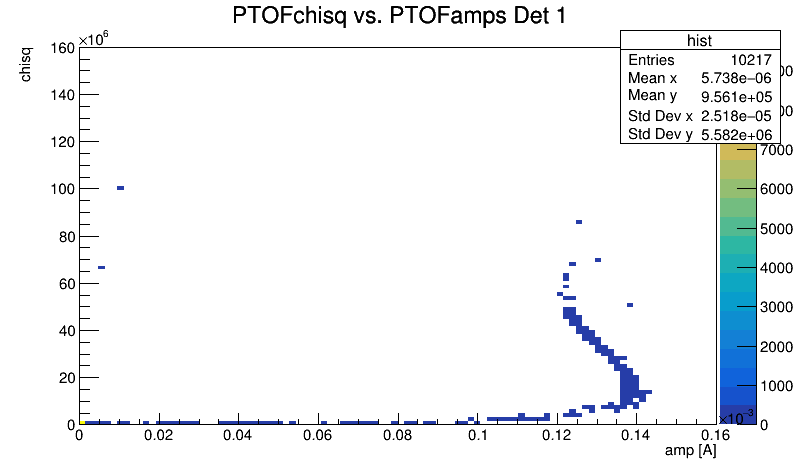 PTOFchisq vs. PTOFamps Det 1
×10⁶
chisq
160
140
120
100
80
60
40
20
0
hist
Entries 10217
Mean x 5.738e−06
Mean y 9.561e+05
Std Dev x 2.518e−05
Std Dev y 5.582e+06
7000
6000
5000
4000
3000
2000
1000
0
×10⁻³
0 0.02 0.04 0.06 0.08 0.1 0.12 0.14 0.16
amp [A]